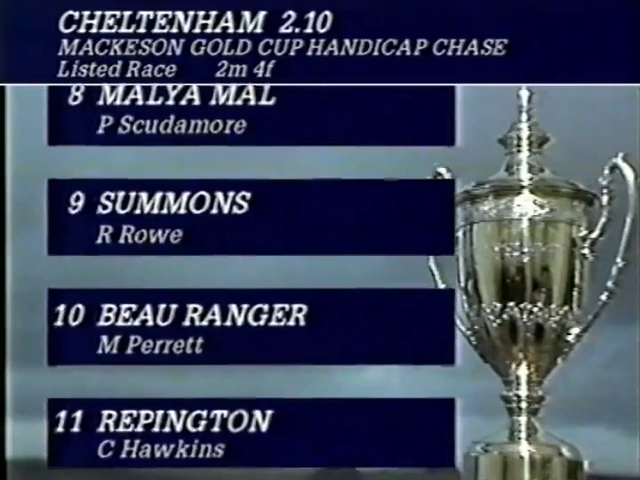 CHELTENHAM 2.10
MACKESON GOLD CUP HANDICAP CHASE
Listed Race 2m 4f
8 MALYA MAL
P Scudamore
9 SUMMONS
R Rowe
10 BEAU RANGER
M Perrett
11 REPINGTON
C Hawkins